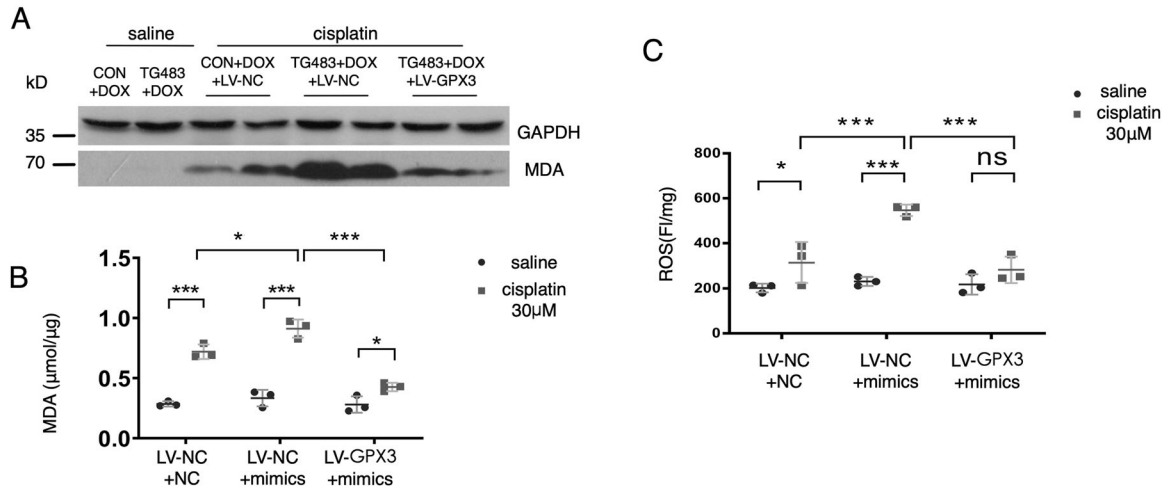 A
saline
cisplatin
kD
CON
+DOX
TG483
+DOX
CON+DOX
+LV-NC
TG483+DOX
+LV-NC
TG483+DOX
+LV-GPX3
35
GAPDH
70
MDA
B
MDA (µmol/µg)
1.5
1.0
0.5
0.0
*
***
***
***
*
saline
cisplatin
30µM
LV-NC
+NC
LV-NC
+mimics
LV-GPX3
+mimics
C
ROS(FI/mg)
800
600
400
200
0
***
***
*
***
ns
saline
cisplatin
30µM
LV-NC
+NC
LV-NC
+mimics
LV-GPX3
+mimics